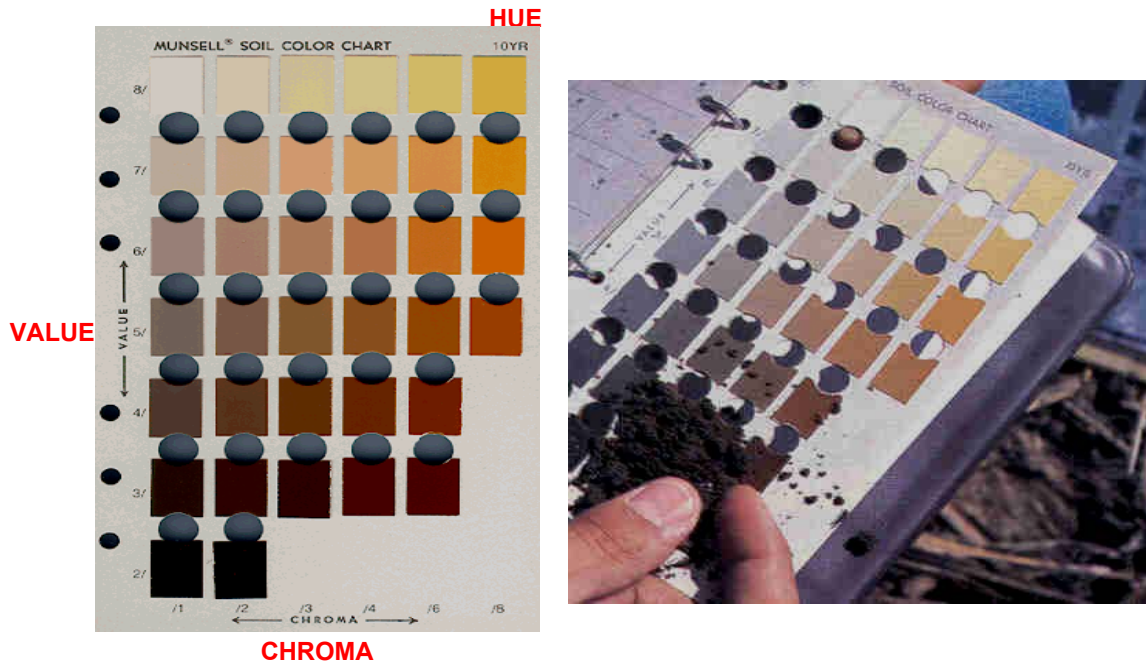 HUE
MUNSELL® SOIL COLOR CHART 10YR
8/
7/
6/
VALUE
5/
VALUE
4/
3/
2/
/1 /2 /3 /4 /6 /8
CHROMA
CHROMA
SOIL COLOR CHART
VALUE